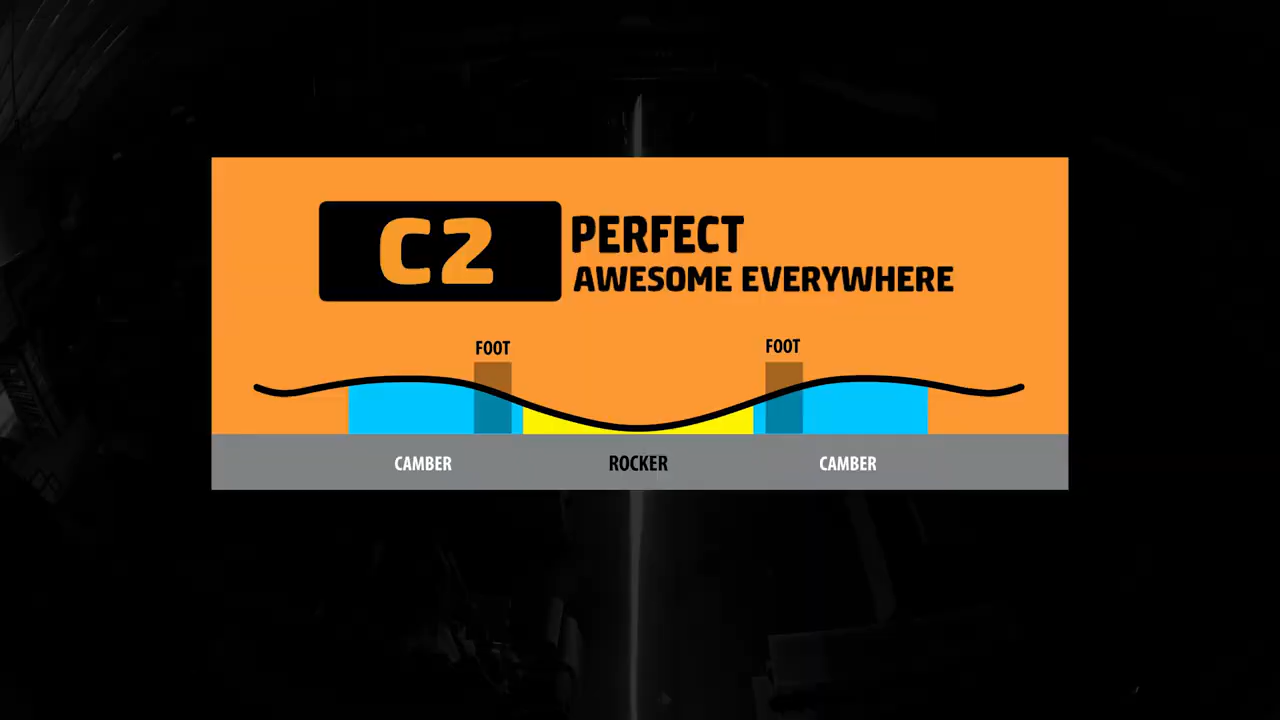 C2
PERFECT
AWESOME EVERYWHERE
FOOT
FOOT
CAMBER
ROCKER
CAMBER